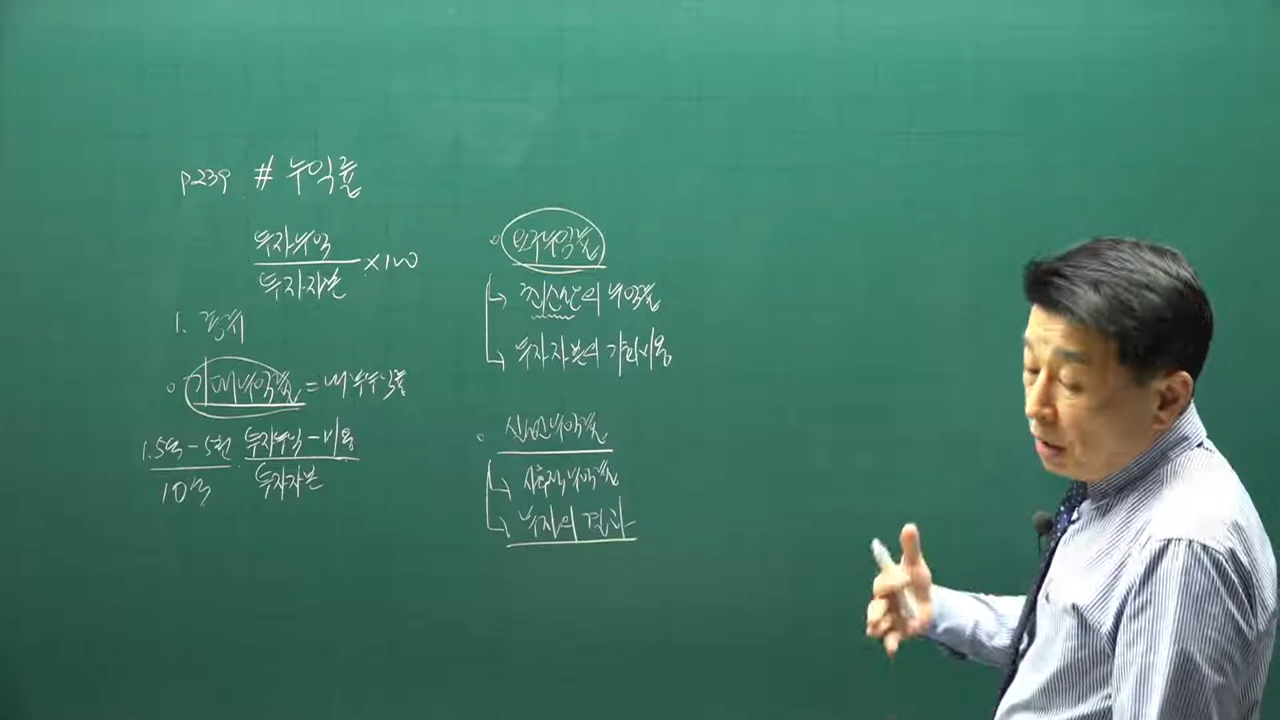 p.239 # 수익률
투자수익
투자자본
×100
1. 종류
기대수익률 = 내부수익률
1.5억 - 5천
10억
투자수익 - 비용
투자자본
요구수익률
최소한의 수익률
투자자본의 기회비용
실현수익률
사후적 수익률
투자의 결과